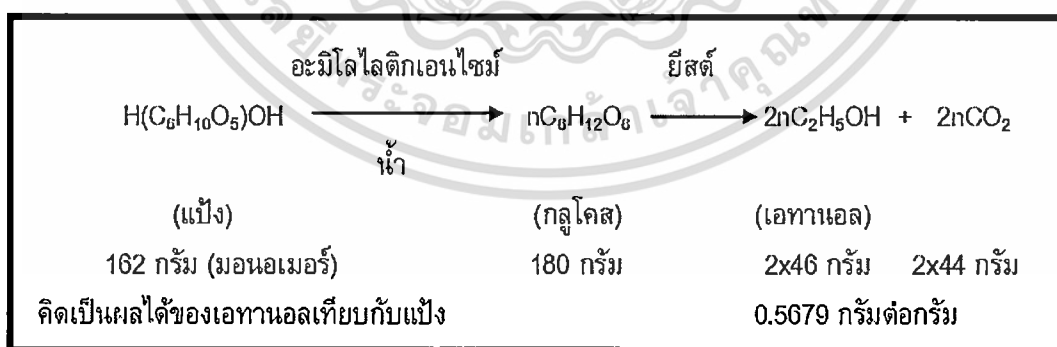 อะมิโลไลติกเอนไซม์ ยีสต์
H(C₆H₁₀O₅)OH nC₆H₁₂O₆ 2nC₂H₅OH + 2nCO₂
น้ำ
(แป้ง) (กลูโคส) (เอทานอล)
162 กรัม (มอนอเมอร์) 180 กรัม 2x46 กรัม 2x44 กรัม
คิดเป็นผลได้ของเอทานอลเทียบกับแป้ง 0.5679 กรัมต่อกรัม